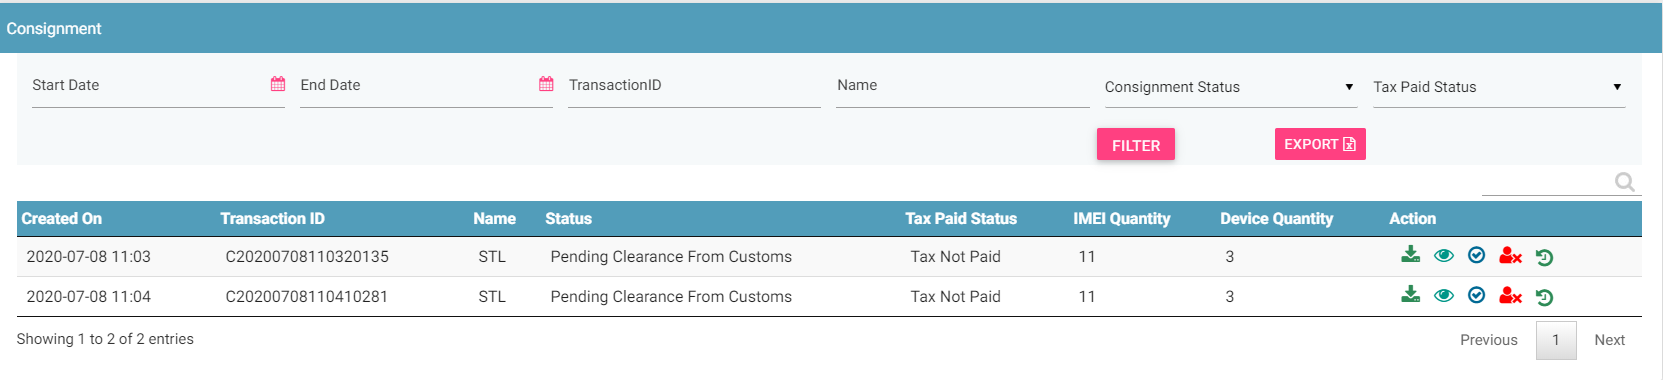 Consignment
Start Date End Date TransactionID Name Consignment Status Tax Paid Status
FILTER EXPORT
Created On Transaction ID Name Status Tax Paid Status IMEI Quantity Device Quantity Action
2020-07-08 11:03 C20200708110320135 STL Pending Clearance From Customs Tax Not Paid 11 3
2020-07-08 11:04 C20200708110410281 STL Pending Clearance From Customs Tax Not Paid 11 3
Showing 1 to 2 of 2 entries Previous 1 Next